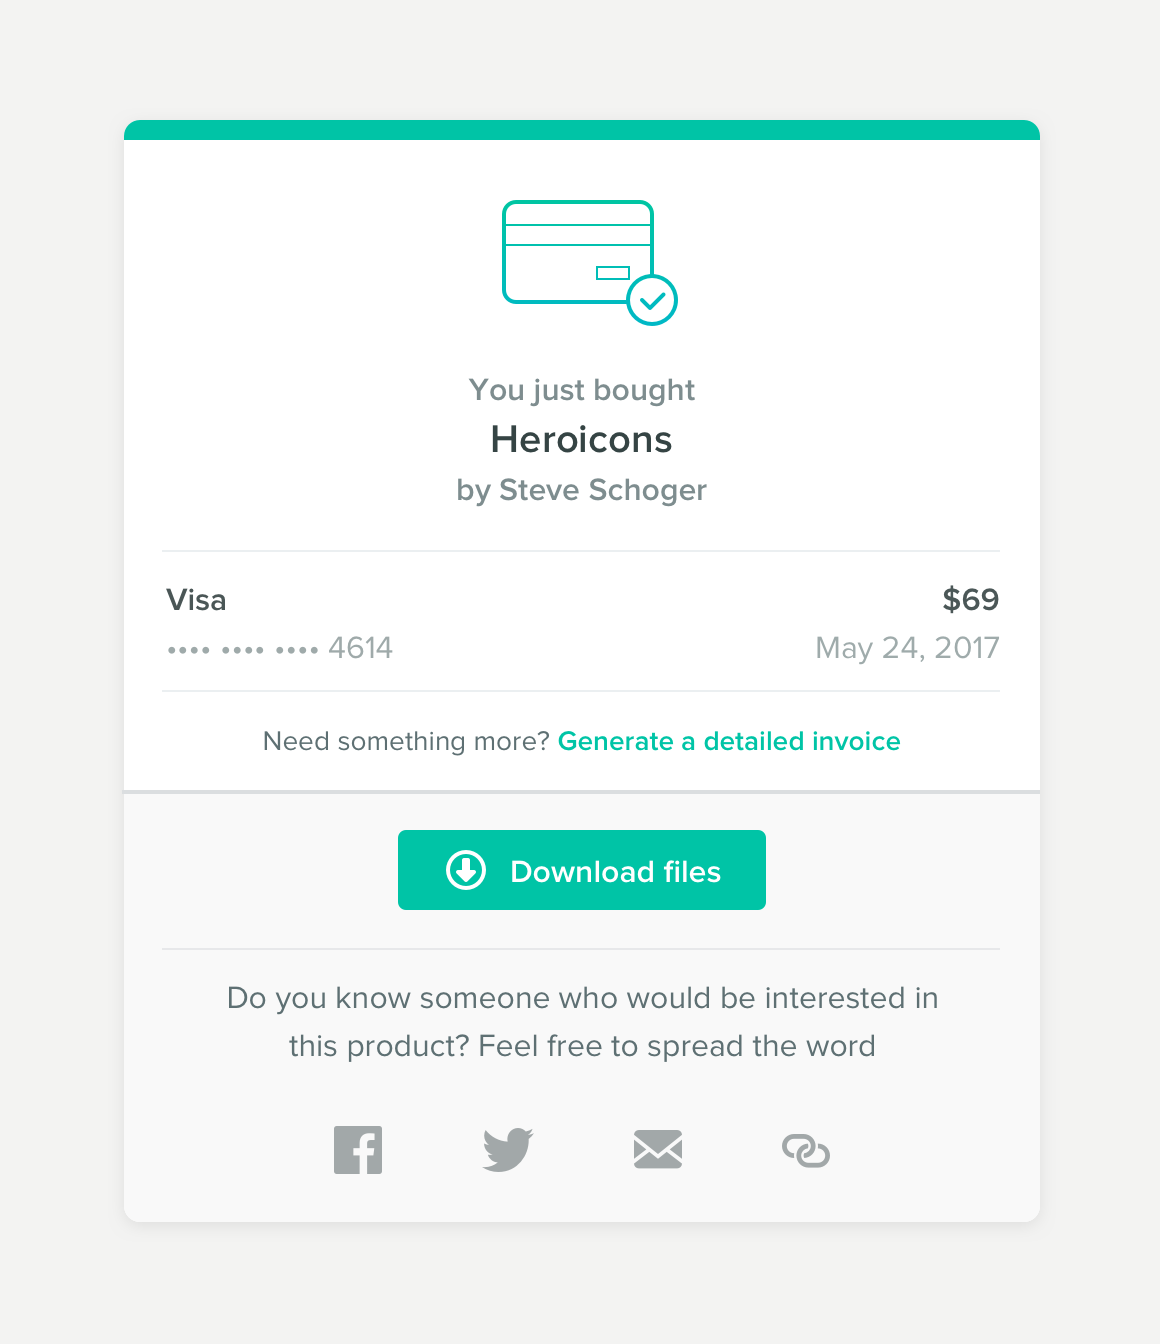 You just bought
Heroicons
by Steve Schoger
Visa
$69
•••• •••• •••• 4614
May 24, 2017
Need something more? Generate a detailed invoice
Download files
Do you know someone who would be interested in
this product? Feel free to spread the word